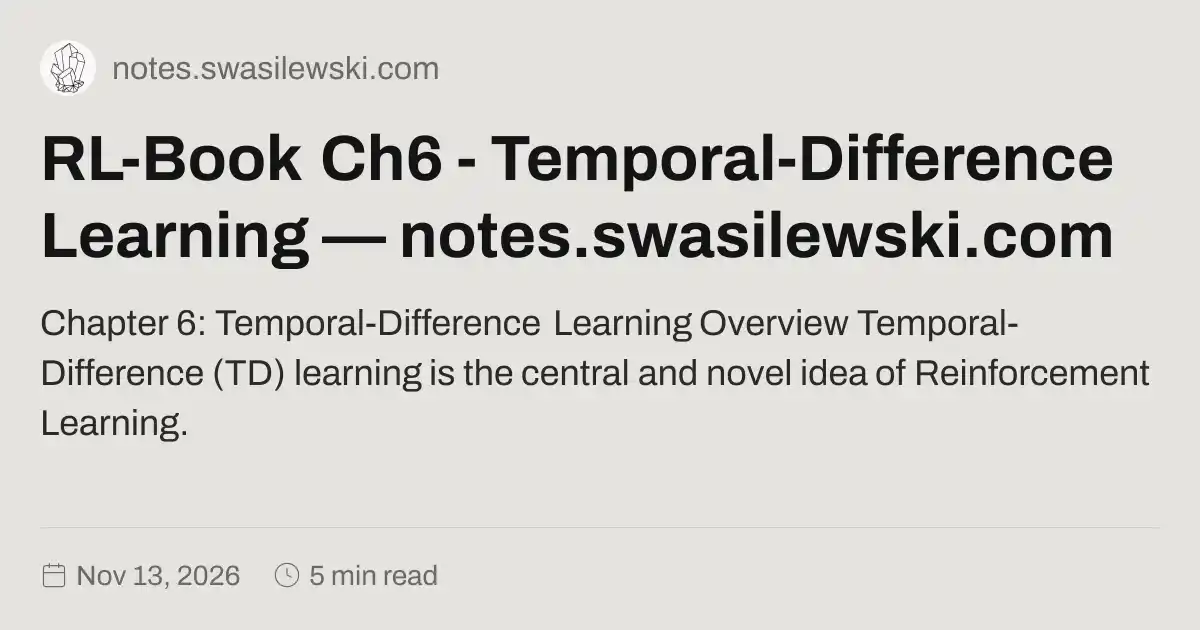 notes.swasilewski.com
RL-Book Ch6 - Temporal-Difference
Learning — notes.swasilewski.com
Chapter 6: Temporal-Difference Learning Overview Temporal-
Difference (TD) learning is the central and novel idea of Reinforcement
Learning.
Nov 13, 2026 5 min read